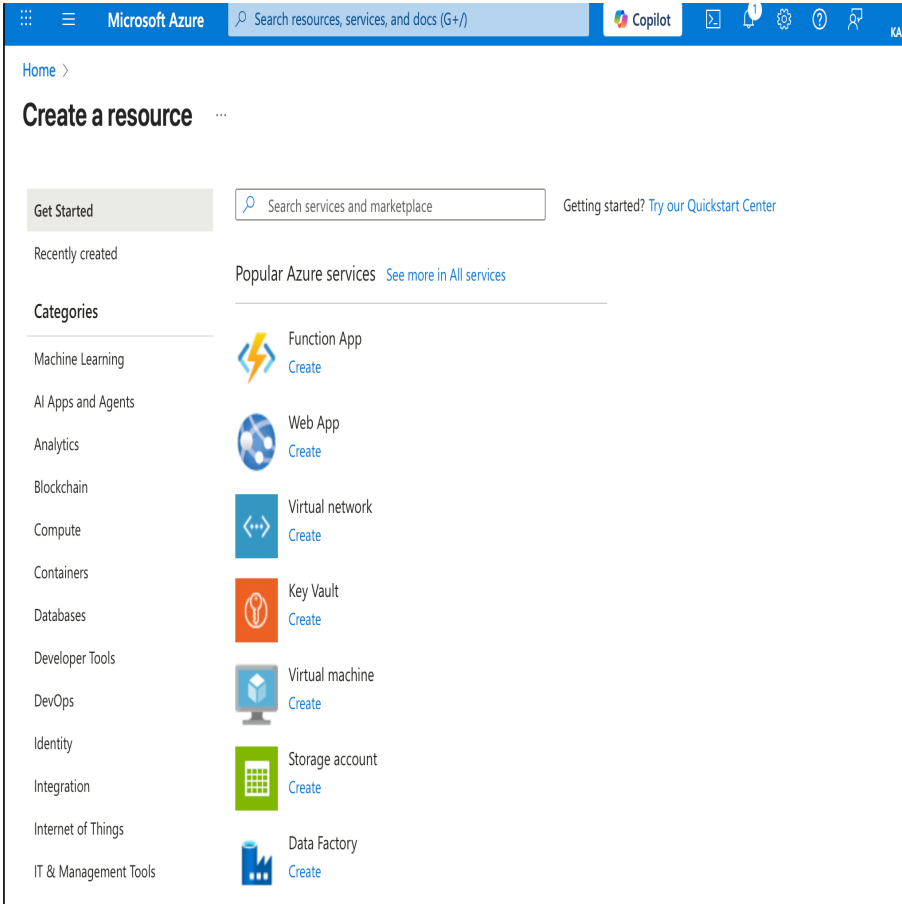 Microsoft Azure
Search resources, services, and docs (G+/)
Copilot
1
KA
Home >
Create a resource ...
Get Started
Search services and marketplace
Getting started? Try our Quickstart Center
Recently created
Popular Azure services See more in All services
Categories
Machine Learning
AI Apps and Agents
Analytics
Blockchain
Compute
Containers
Databases
Developer Tools
DevOps
Identity
Integration
Internet of Things
IT & Management Tools
Function App
Create
Web App
Create
Virtual network
Create
Key Vault
Create
Virtual machine
Create
Storage account
Create
Data Factory
Create